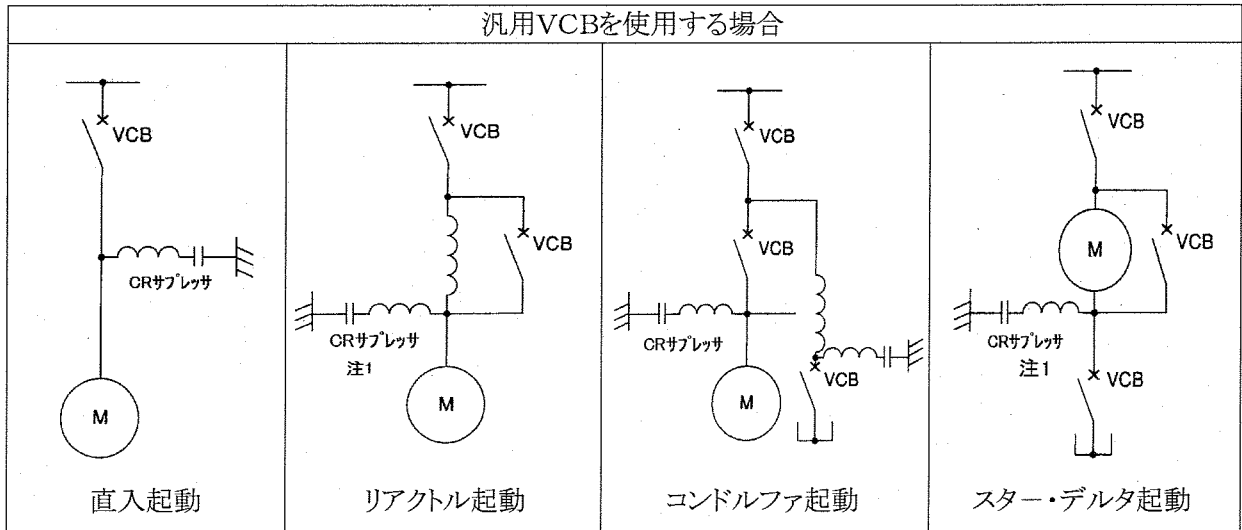 汎用VCBを使用する場合
VCB
CRサプレッサ
M
直入起動
VCB
VCB
CRサプレッサ
注1
M
リアクトル起動
VCB
VCB
CRサプレッサ
VCB
M
コンドルファ起動
VCB
M
VCB
CRサプレッサ
注1
VCB
スター・デルタ起動